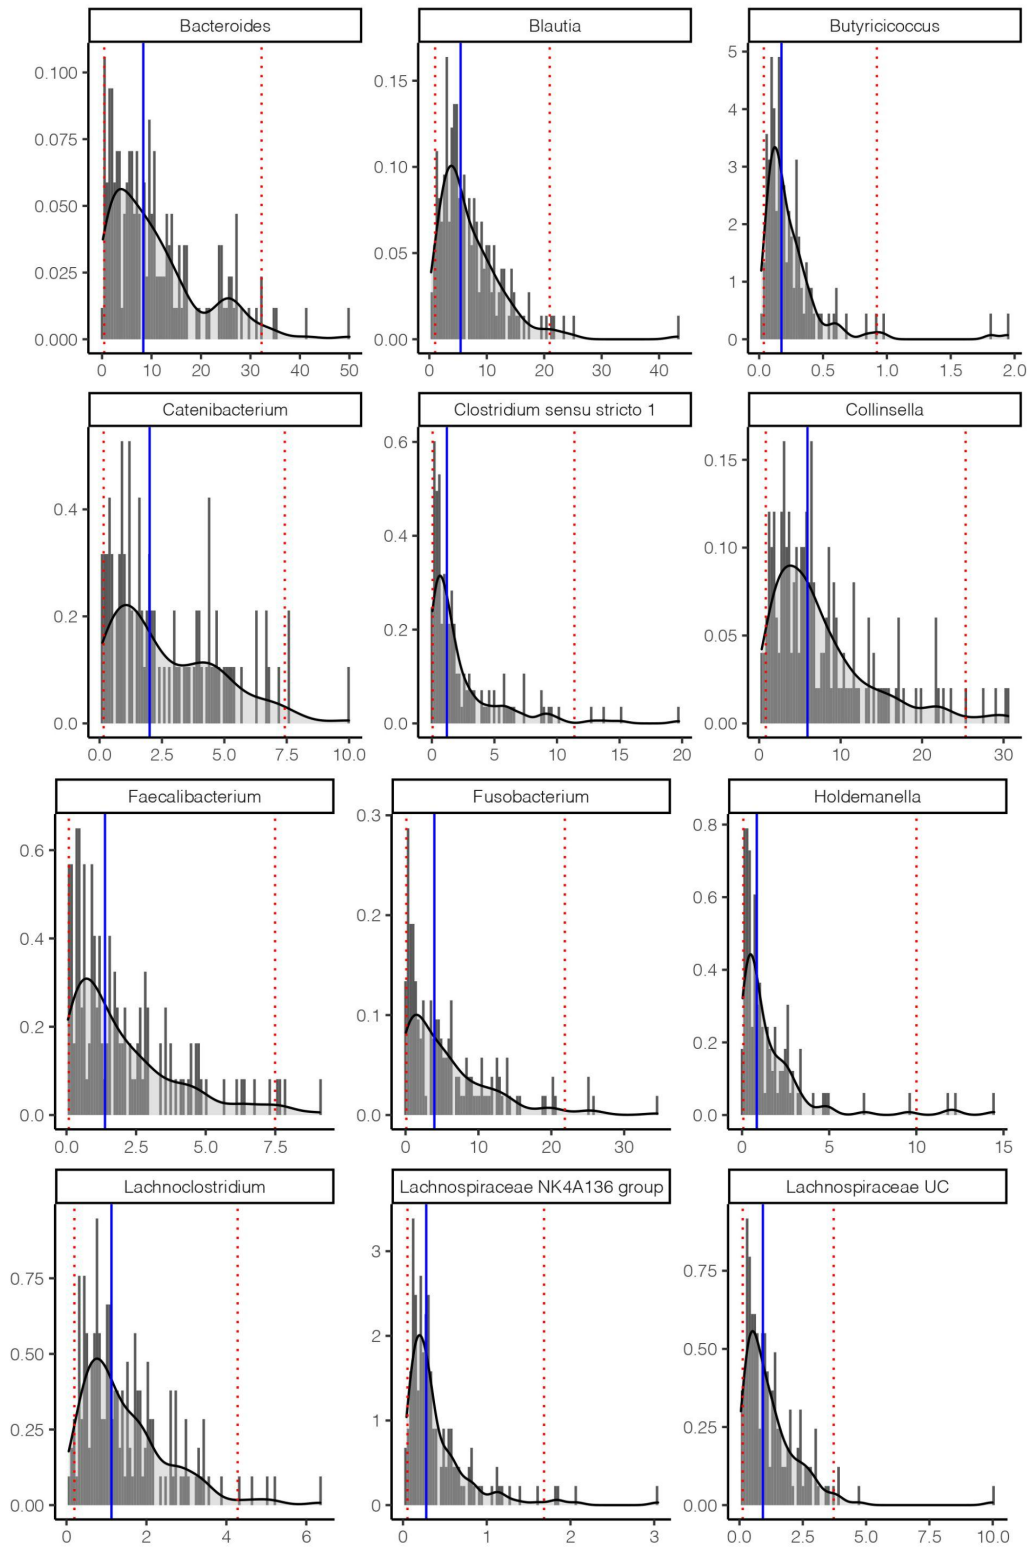 Bacteroides
0.100
0.075
0.050
0.025
0.000
0 10 20 30 40 50
Blautia
0.15
0.10
0.05
0.00
0 10 20 30 40
Butyricicoccus
5
4
3
2
1
0
0.0 0.5 1.0 1.5 2.0
Catenibacterium
0.4
0.2
0.0
0.0 2.5 5.0 7.5 10.0
Clostridium sensu stricto 1
0.6
0.4
0.2
0.0
0 5 10 15 20
Collinsella
0.15
0.10
0.05
0.00
0 10 20 30
Faecalibacterium
0.6
0.4
0.2
0.0
0.0 2.5 5.0 7.5
Fusobacterium
0.3
0.2
0.1
0.0
0 10 20 30
Holdemanella
0.8
0.6
0.4
0.2
0.0
0 5 10 15
Lachnoclostridium
0.75
0.50
0.25
0.00
0 2 4 6
Lachnospiraceae NK4A136 group
3
2
1
0
0 1 2 3
Lachnospiraceae UC
0.75
0.50
0.25
0.00
0.0 2.5 5.0 7.5 10.0